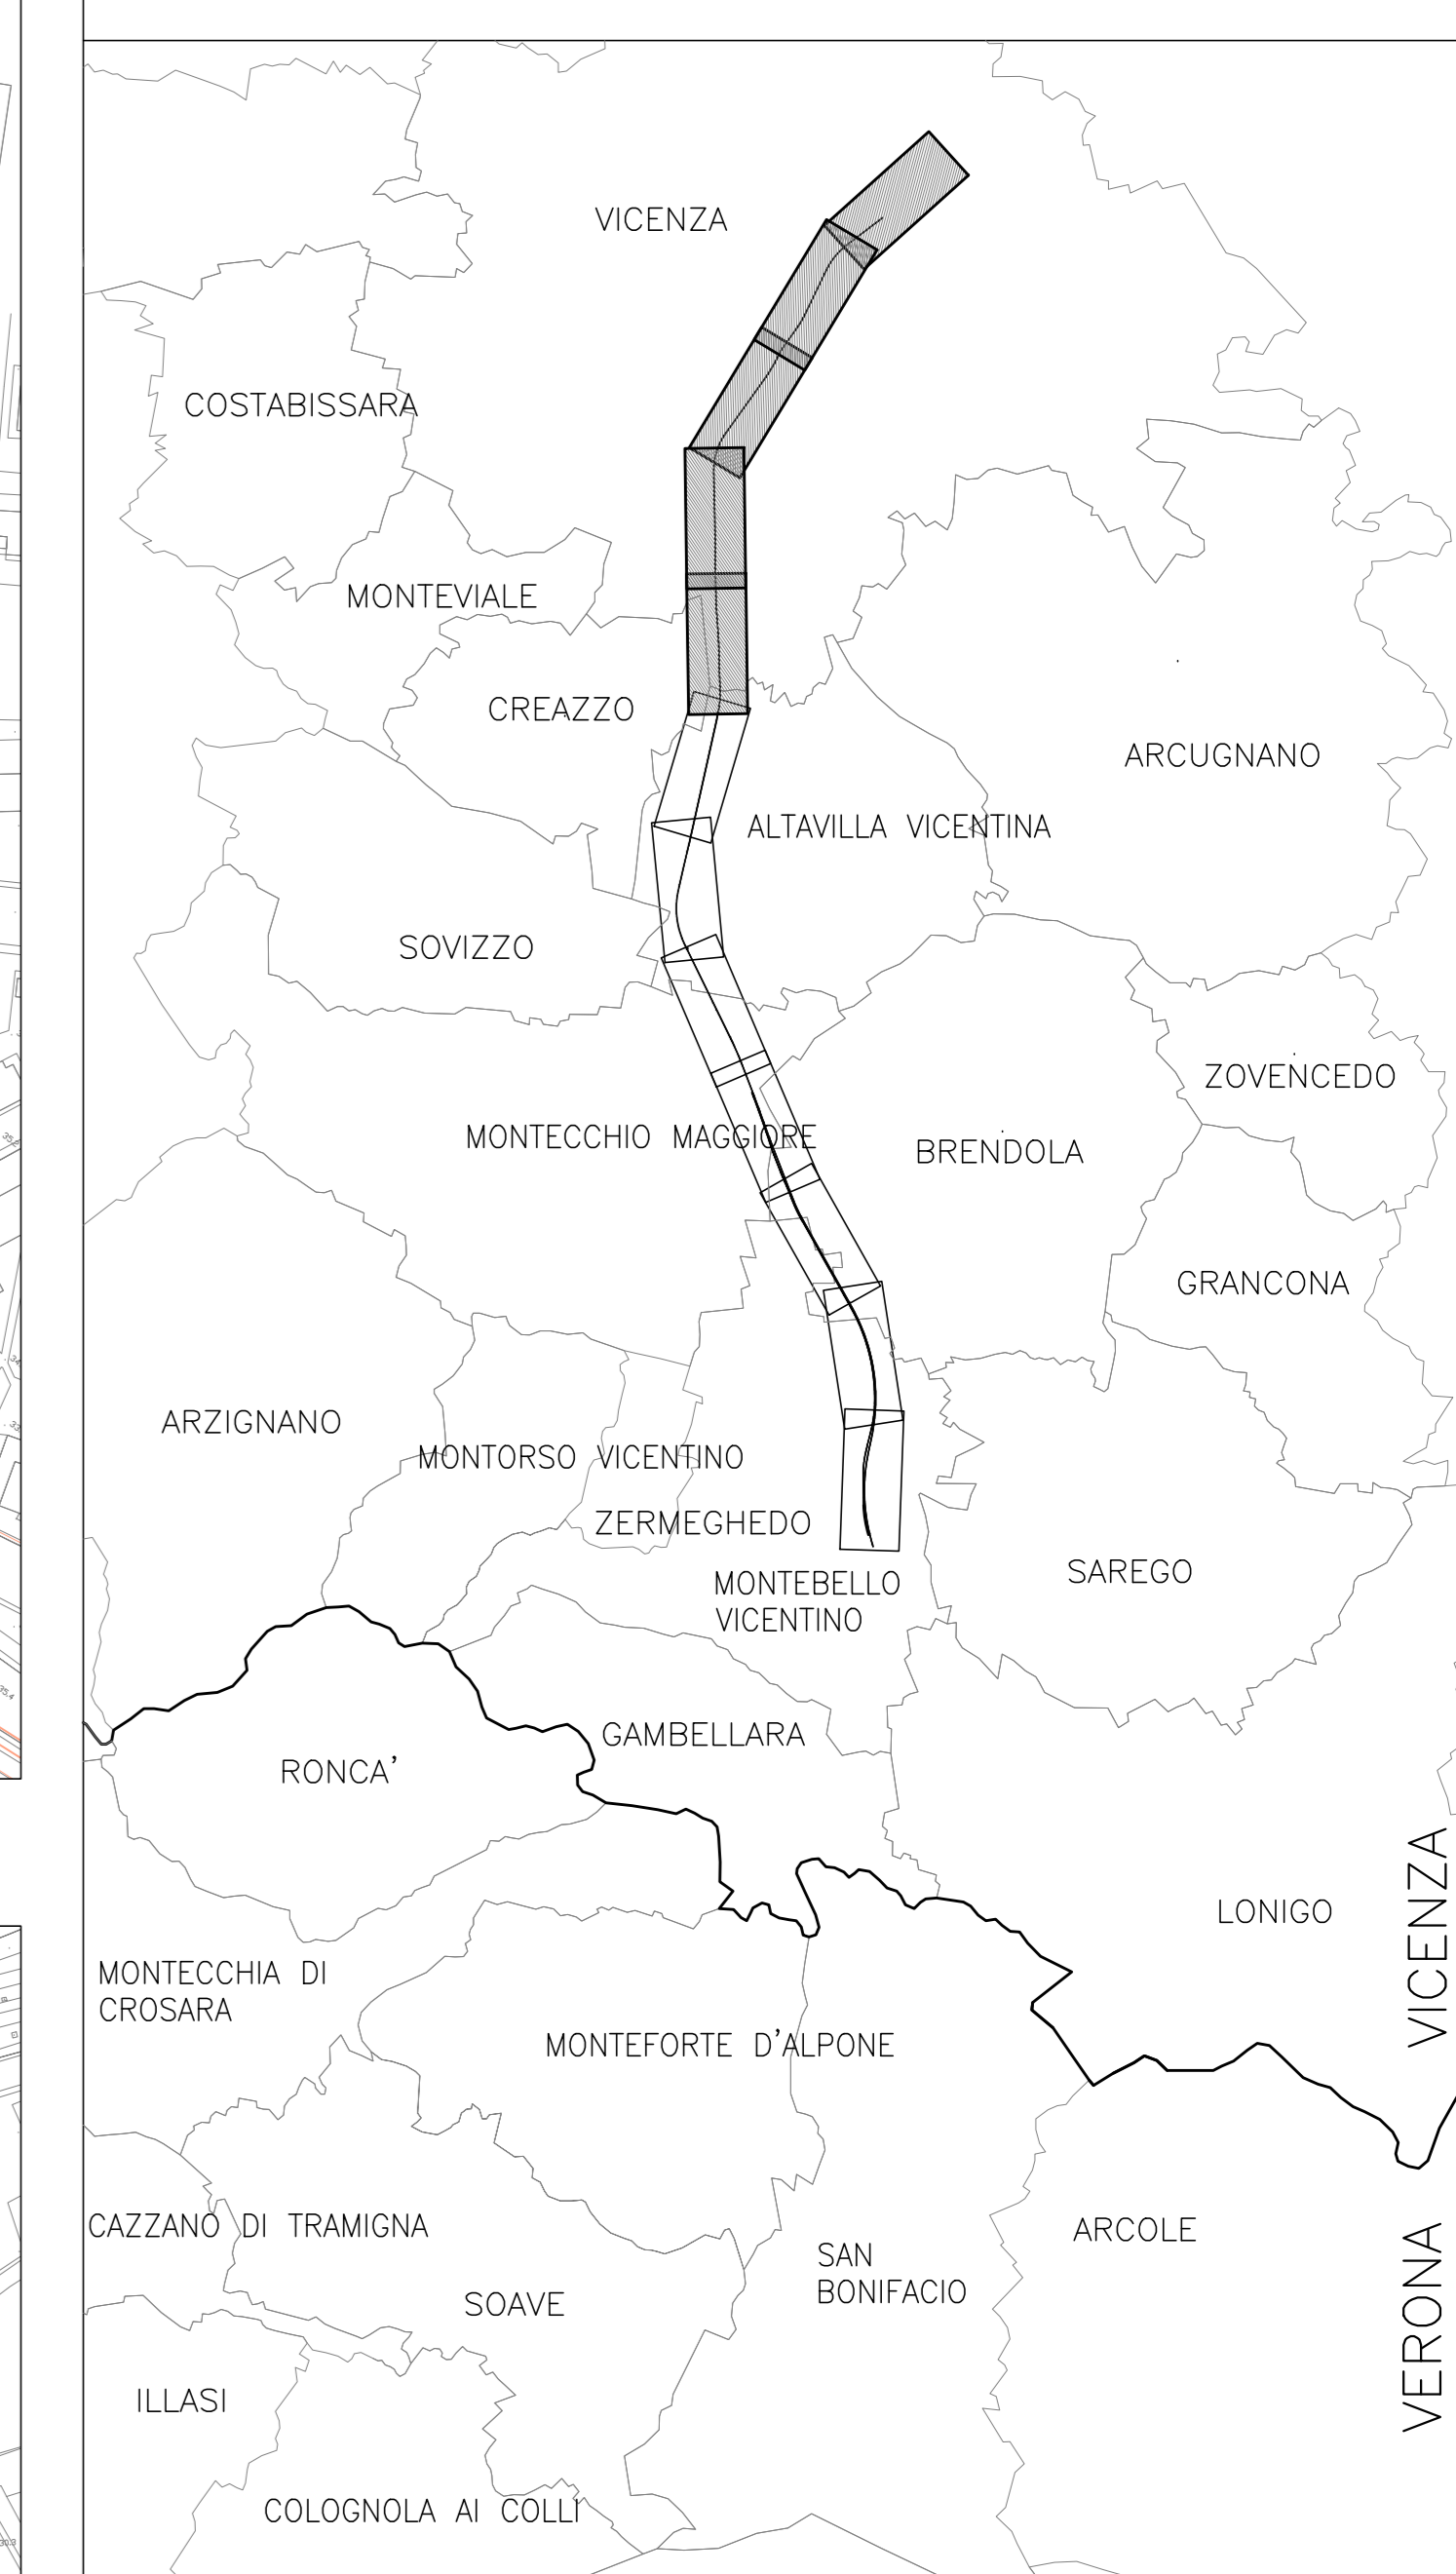 VICENZA
COSTABISSARA
MONTEVIALE
CREAZZO
ARCUGNANO
ALTAVILLA VICENTINA
SOVIZZO
ZOVENCEDO
MONTECCHIO MAGGIORE
BRENDOLA
GRANCONA
ARZIGNANO
MONTORSO VICENTINO
ZERMEGHEDO
SAREGO
MONTEBELLO
VICENTINO
GAMBELLARA
RONCA'
LONIGO
VICENZA
MONTECCHIA DI
CROSARA
MONTEFORTE D'ALPONE
CAZZANO DI TRAMIGNA
ARCOLE
SAN
BONIFACIO
SOAVE
VERONA
ILLASI
COLOGNOLA AI COLLI